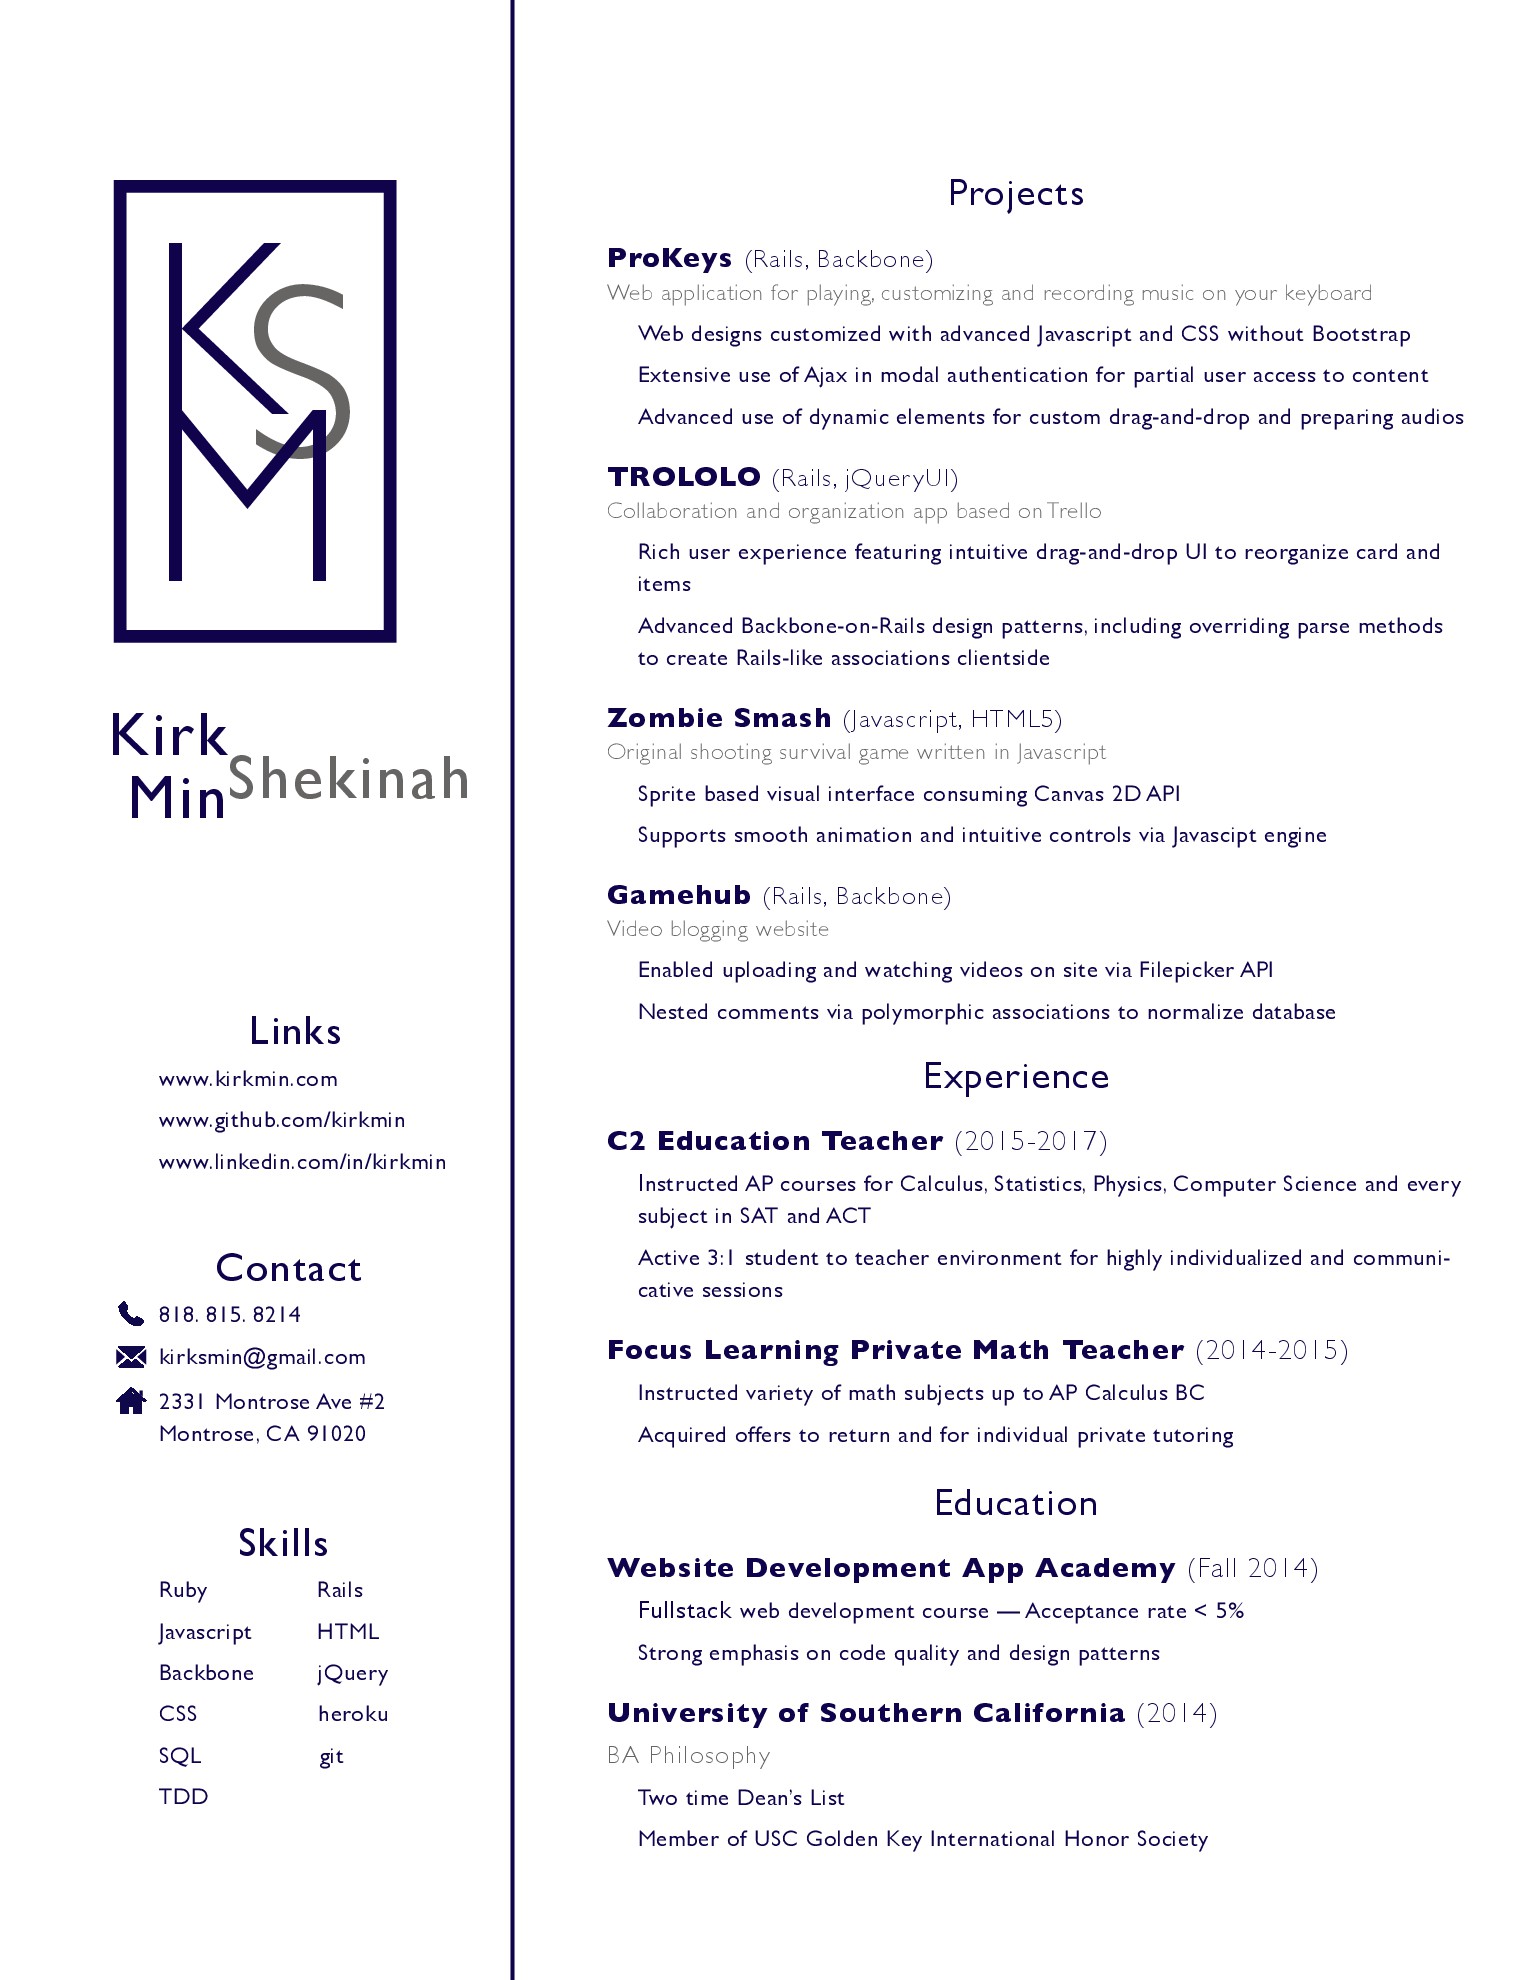 KSM
Kirk
Shekinah
Min
Links
www.kirkmin.com
www.github.com/kirkmin
www.linkedin.com/in/kirkmin
Contact
818. 815. 8214
kirksmin@gmail.com
2331 Montrose Ave #2
Montrose, CA 91020
Skills
Ruby Rails
Javascript HTML
Backbone jQuery
CSS heroku
SQL git
TDD
Projects
ProKeys (Rails, Backbone)
Web application for playing, customizing and recording music on your keyboard
Web designs customized with advanced Javascript and CSS without Bootstrap
Extensive use of Ajax in modal authentication for partial user access to content
Advanced use of dynamic elements for custom drag-and-drop and preparing audios
TROLOLO (Rails, jQueryUI)
Collaboration and organization app based on Trello
Rich user experience featuring intuitive drag-and-drop UI to reorganize card and
items
Advanced Backbone-on-Rails design patterns, including overriding parse methods
to create Rails-like associations clientside
Zombie Smash (Javascript, HTML5)
Original shooting survival game written in Javascript
Sprite based visual interface consuming Canvas 2D API
Supports smooth animation and intuitive controls via Javascipt engine
Gamehub (Rails, Backbone)
Video blogging website
Enabled uploading and watching videos on site via Filepicker API
Nested comments via polymorphic associations to normalize database
Experience
C2 Education Teacher (2015-2017)
Instructed AP courses for Calculus, Statistics, Physics, Computer Science and every
subject in SAT and ACT
Active 3:1 student to teacher environment for highly individualized and communi-
cative sessions
Focus Learning Private Math Teacher (2014-2015)
Instructed variety of math subjects up to AP Calculus BC
Acquired offers to return and for individual private tutoring
Education
Website Development App Academy (Fall 2014)
Fullstack web development course — Acceptance rate < 5%
Strong emphasis on code quality and design patterns
University of Southern California (2014)
BA Philosophy
Two time Dean's List
Member of USC Golden Key International Honor Society